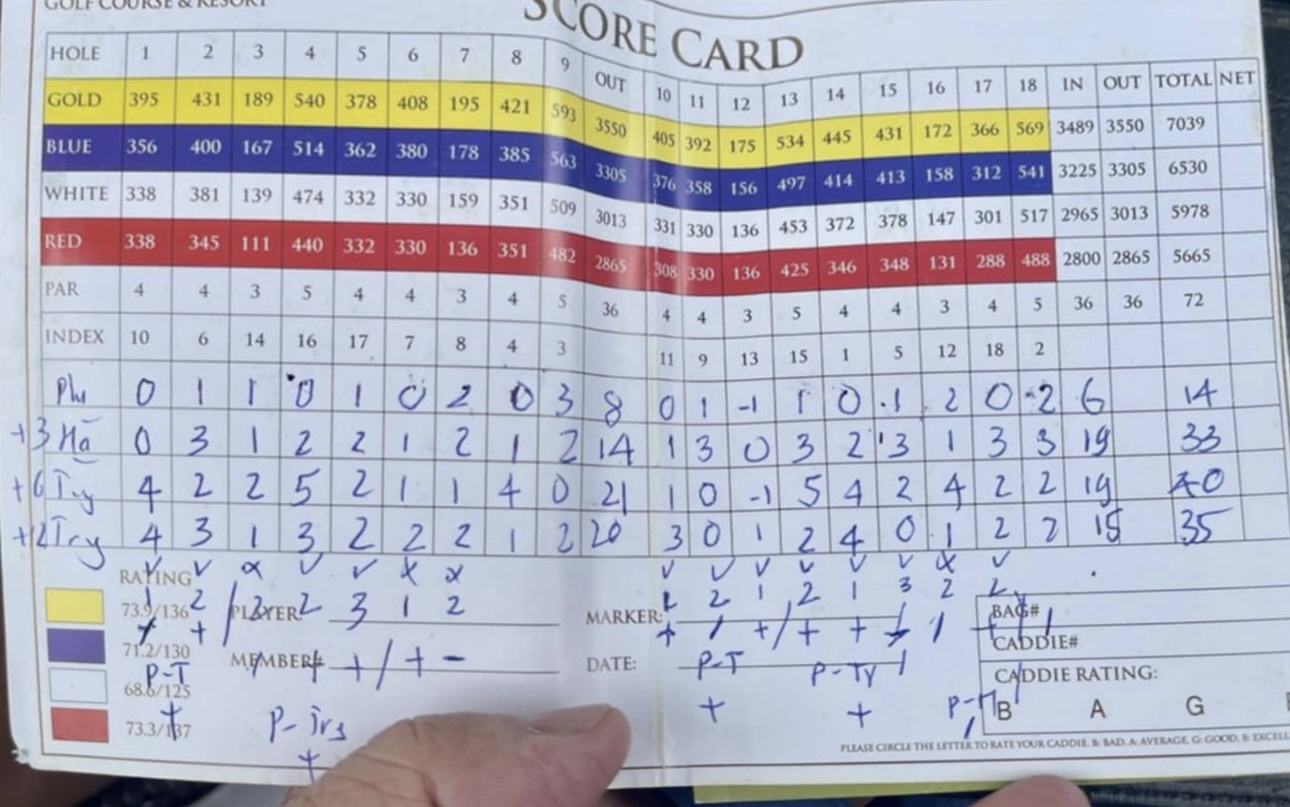 GOLF COURSE & RESORT
SCORE CARD
HOLE 1 2 3 4 5 6 7 8 9 OUT 10 11 12 13 14 15 16 17 18 IN OUT TOTAL NET
GOLD 395 431 189 540 378 408 195 421 593 3550 405 392 175 534 445 431 172 366 569 3489 3550 7039
BLUE 356 400 167 514 362 380 178 385 563 3305 376 358 156 497 414 413 158 312 541 3225 3305 6530
WHITE 338 381 139 474 332 330 159 351 509 3013 331 330 136 453 372 378 147 301 517 2965 3013 5978
RED 338 345 111 440 332 330 136 351 482 2865 308 330 136 425 346 348 131 288 488 2800 2865 5665
PAR 4 4 3 5 4 4 3 4 5 36 4 4 3 5 4 4 3 4 5 36 36 72
INDEX 10 6 14 16 17 7 8 4 3 11 9 13 15 1 5 12 18 2
0 1 1 0 1 0 2 0 3 8 0 1 -1 1 0 1 2 0 -2 6 14
+3 Hà 0 3 1 2 2 1 2 1 2 14 1 3 0 3 2 3 1 3 3 19 33
+6 4 2 2 5 2 1 1 4 0 21 1 0 -1 5 4 2 4 2 2 19 40
4 3 1 3 2 2 2 1 2 20 3 0 1 2 4 0 1 2 2 15 35
RATING
73.9/136 2 PLAYER: 2 3 1 2 MARKER: 2 1 2 1 3 2 2 BAG#
71.2/130 MEMBER# + / + - DATE: CADDIE#
P-T P-T P-Ty CADDIE RATING:
68.6/125 + + B A G
73.3/137
PLEASE CIRCLE THE LETTER TO RATE YOUR CADDIE, B: BAD, A: AVERAGE, G: GOOD, E: EXCELL